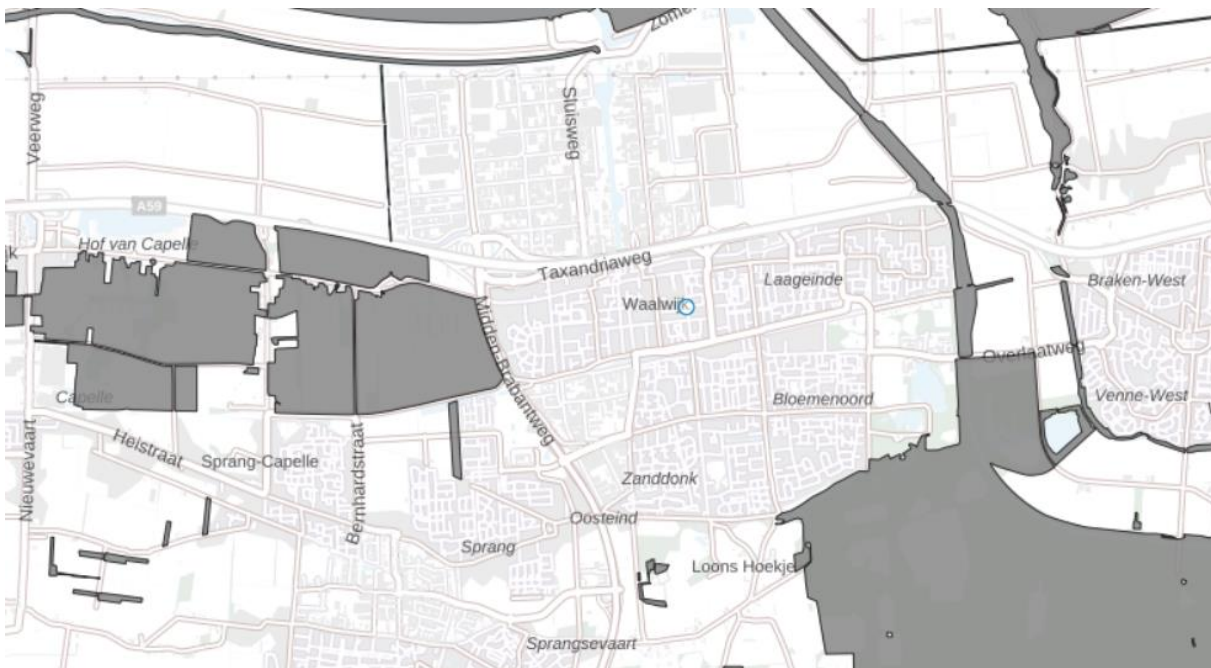 Zome
Veerweg
Sluisweg
A59
Hof van Capelle
k
Taxandriaweg
Laageinde
Braken-West
Waalwijk
Midden-Brabantweg
Overlaatweg
Capelle
Bloemenoord
Venne-West
Heistraat
Sprang-Capelle
Nieuwevaart
Bernhardstraat
Zanddonk
Oosteind
Sprang
Loons Hoekje
Sprangsevaart